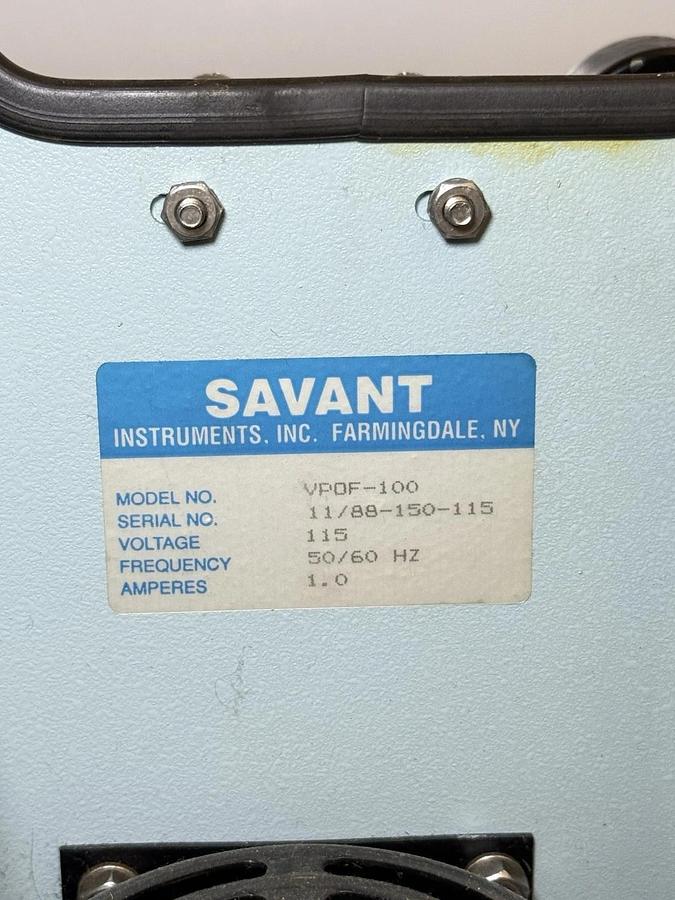 SAVANT
INSTRUMENTS, INC. FARMINGDALE, NY
MODEL NO. VPOF-100
SERIAL NO. 11/88-150-115
VOLTAGE 115
FREQUENCY 50/60 HZ
AMPERES 1.0